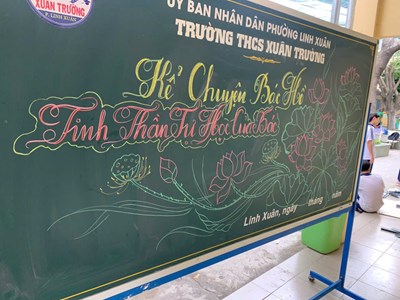 XUÂN TRƯỜNG
P. LINH XUÂN
ỦY BAN NHÂN DÂN PHƯỜNG LINH XUÂN
TRƯỜNG THCS XUÂN TRƯỜNG
Kể Chuyện Bác Hồ
Tinh Thần Tự Học Của Bác
Linh Xuân, ngày tháng năm